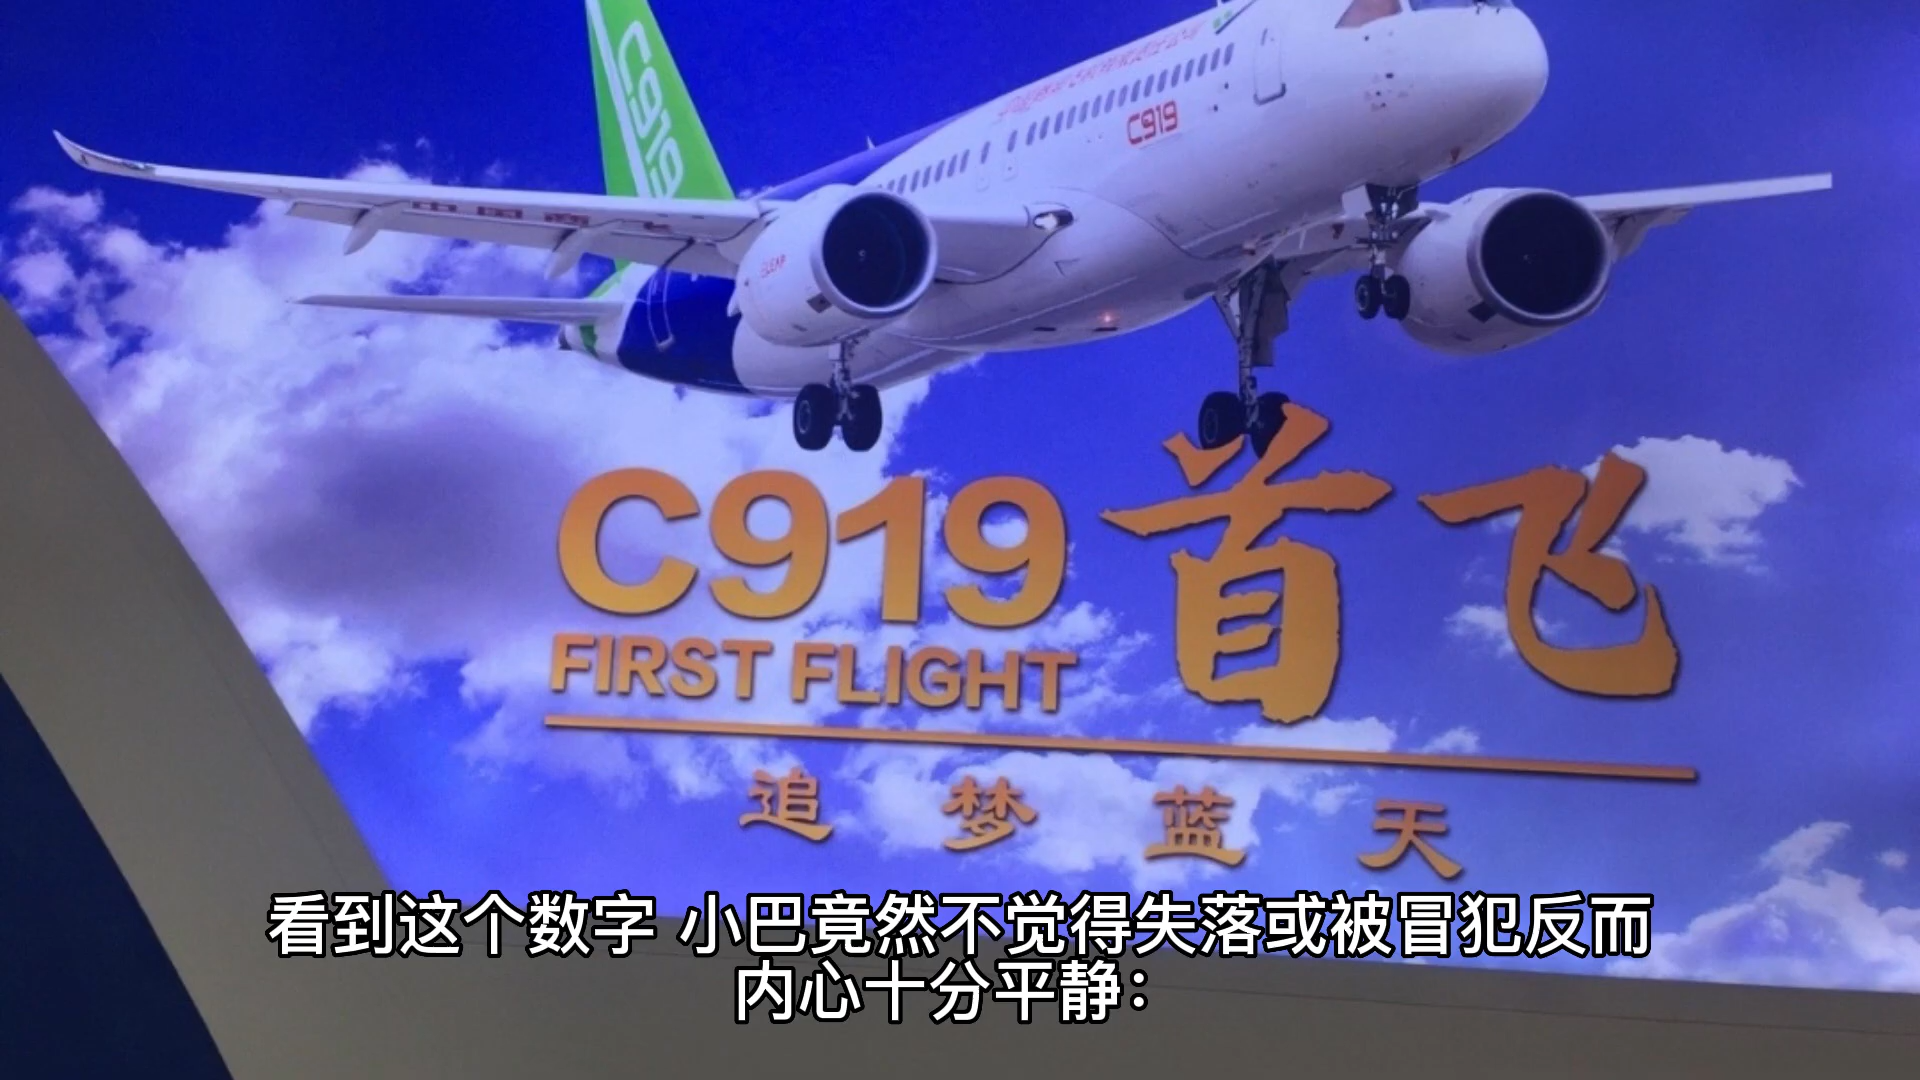 C919
C919
C919 首飞
FIRST FLIGHT
追梦蓝天
看到这个数字 小巴竟然不觉得失落或被冒犯反而
内心十分平静：